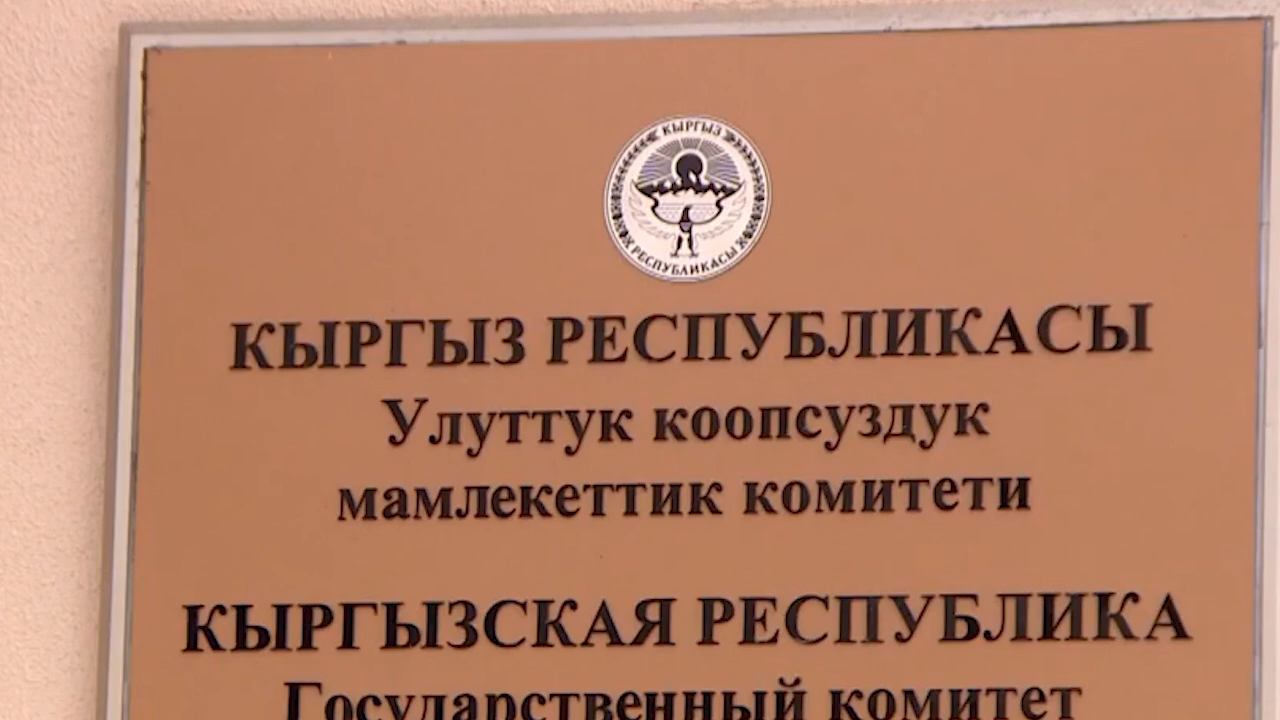 КЫРГЫЗ
РЕСПУБЛИКАСЫ
КЫРГЫЗ РЕСПУБЛИКАСЫ
Улуттук коопсуздук
мамлекеттик комитети
КЫРГЫЗСКАЯ РЕСПУБЛИКА
Государственный комитет